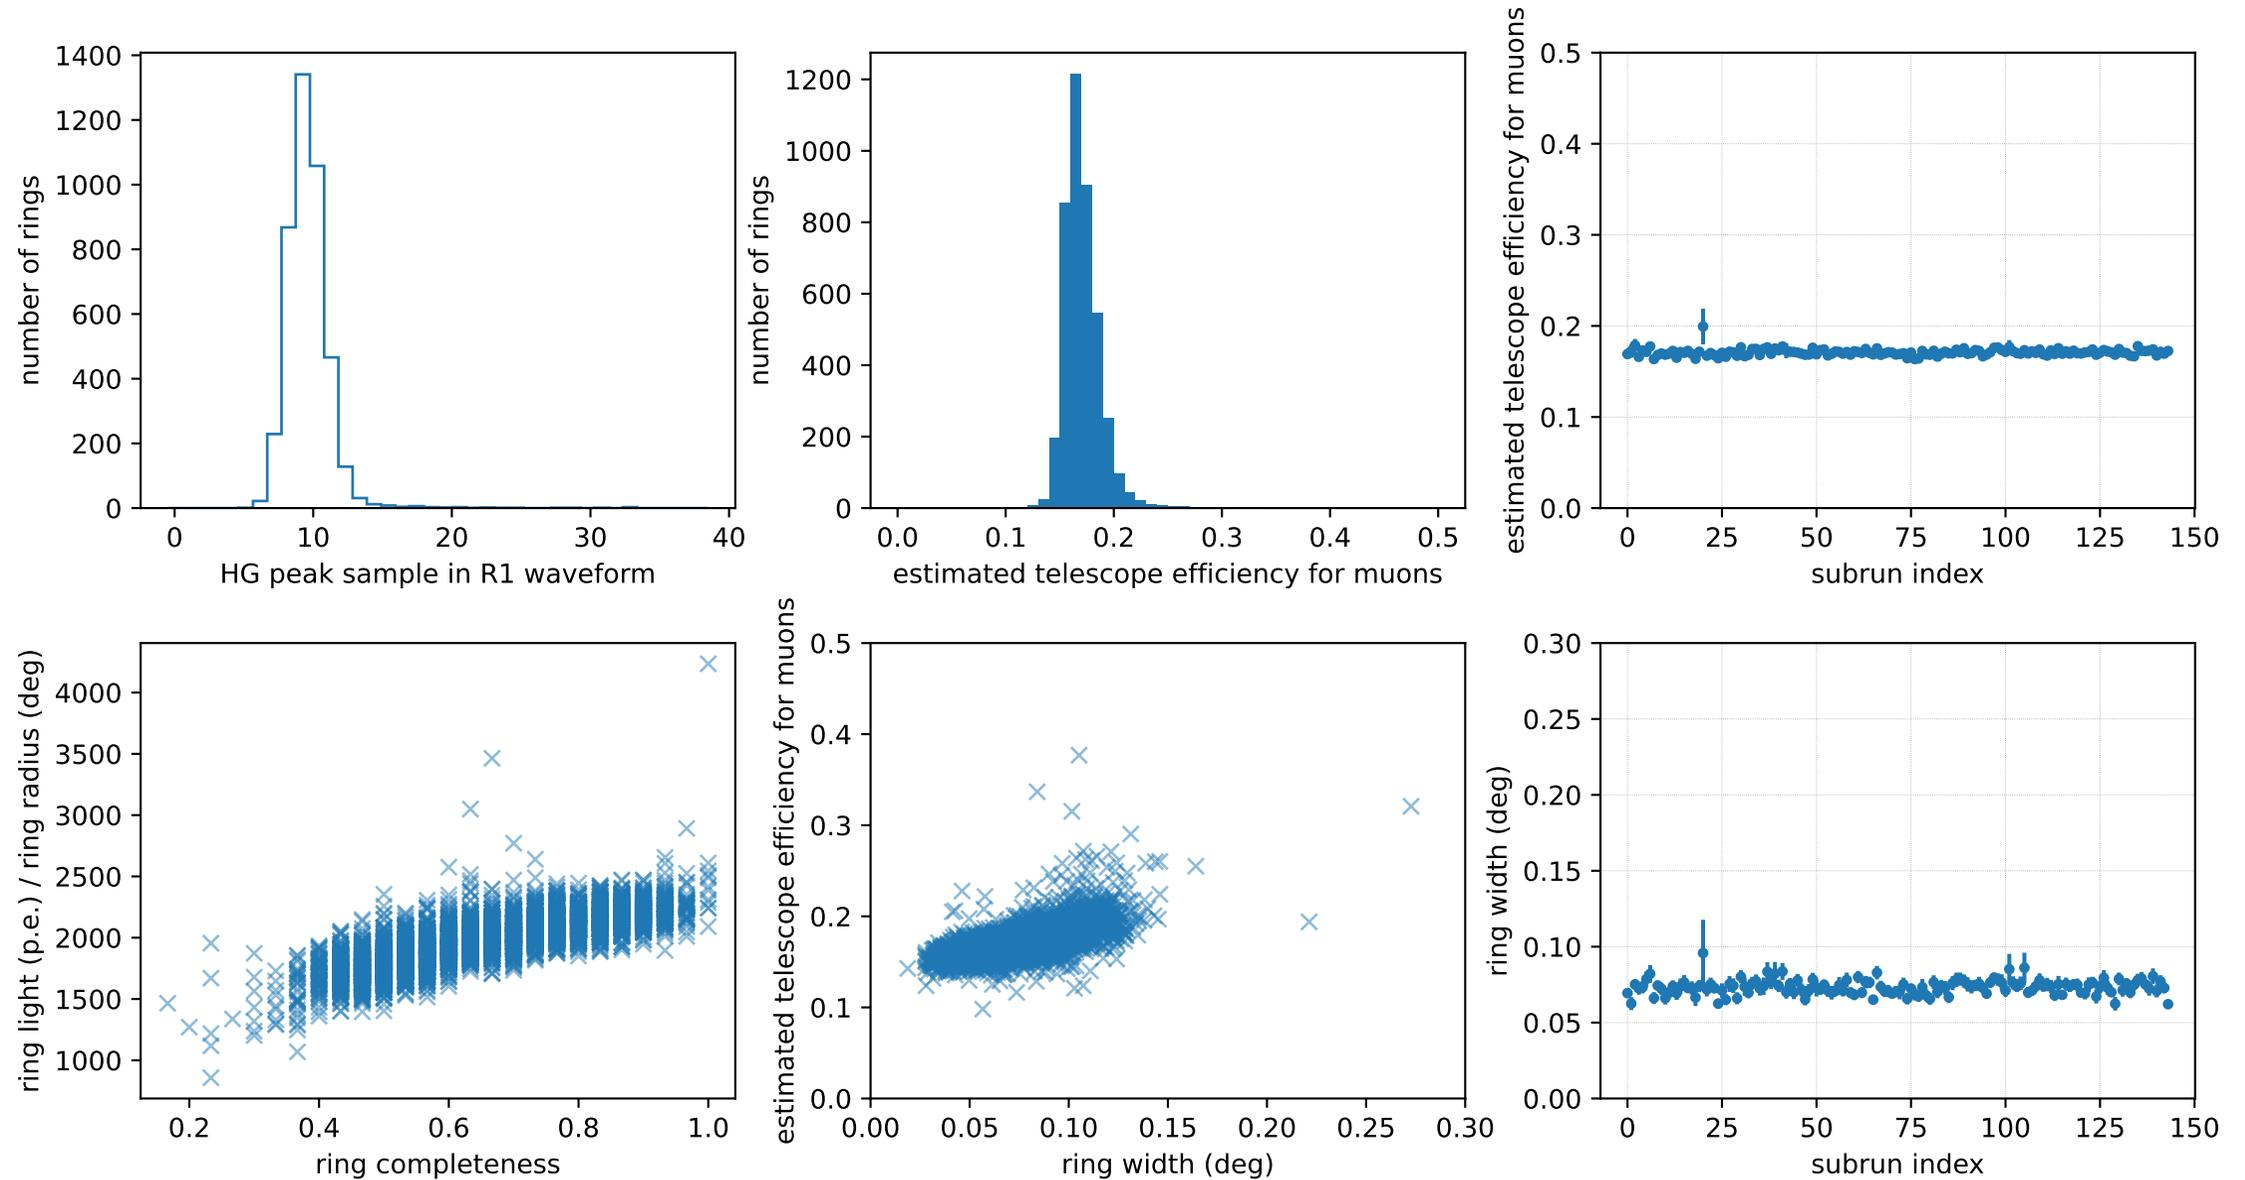 1400
1200
1000
800
600
400
200
0
number of rings
0 10 20 30 40
HG peak sample in R1 waveform
1200
1000
800
600
400
200
0
number of rings
0.0 0.1 0.2 0.3 0.4 0.5
estimated telescope efficiency for muons
0.5
0.4
0.3
0.2
0.1
0.0
estimated telescope efficiency for muons
0 25 50 75 100 125 150
subrun index
4000
3500
3000
2500
2000
1500
1000
ring light (p.e.) / ring radius (deg)
0.2 0.4 0.6 0.8 1.0
ring completeness
0.5
0.4
0.3
0.2
0.1
0.0
estimated telescope efficiency for muons
0.00 0.05 0.10 0.15 0.20 0.25 0.30
ring width (deg)
0.30
0.25
0.20
0.15
0.10
0.05
0.00
ring width (deg)
0 25 50 75 100 125 150
subrun index